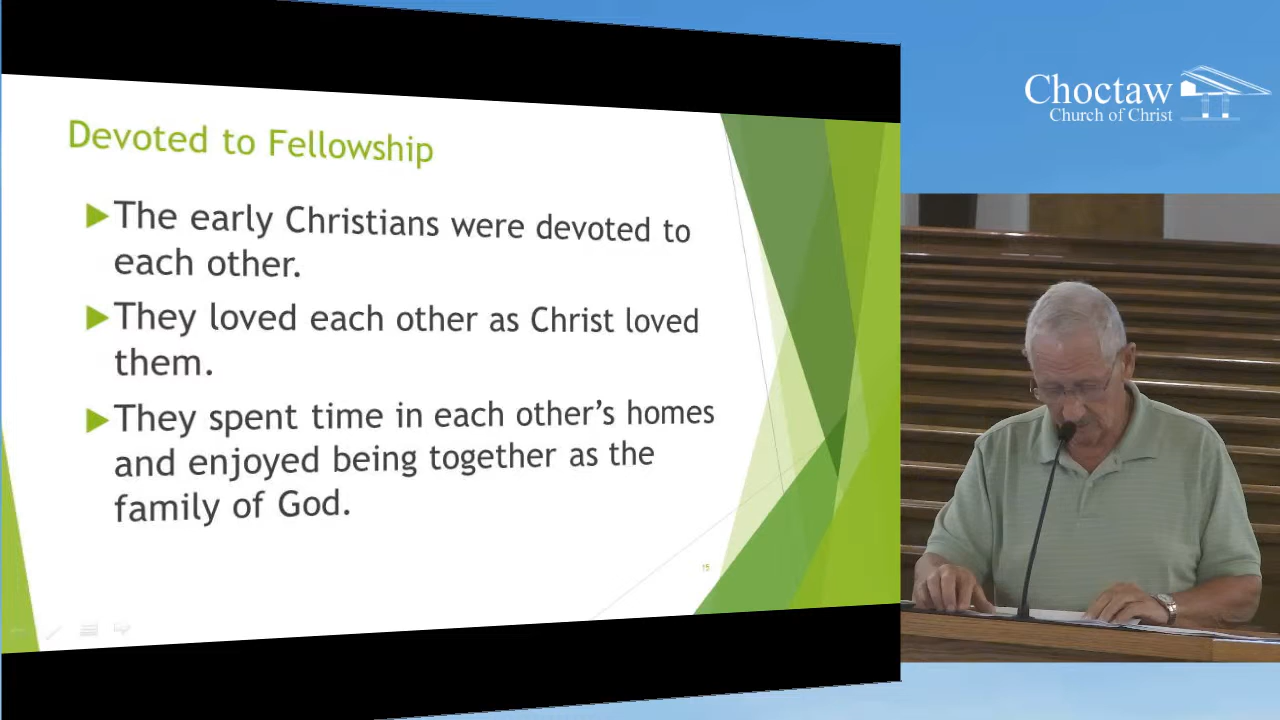 Devoted to Fellowship
The early Christians were devoted to
each other.
They loved each other as Christ loved
them.
They spent time in each other's homes
and enjoyed being together as the
family of God.
15
Choctaw
Church of Christ